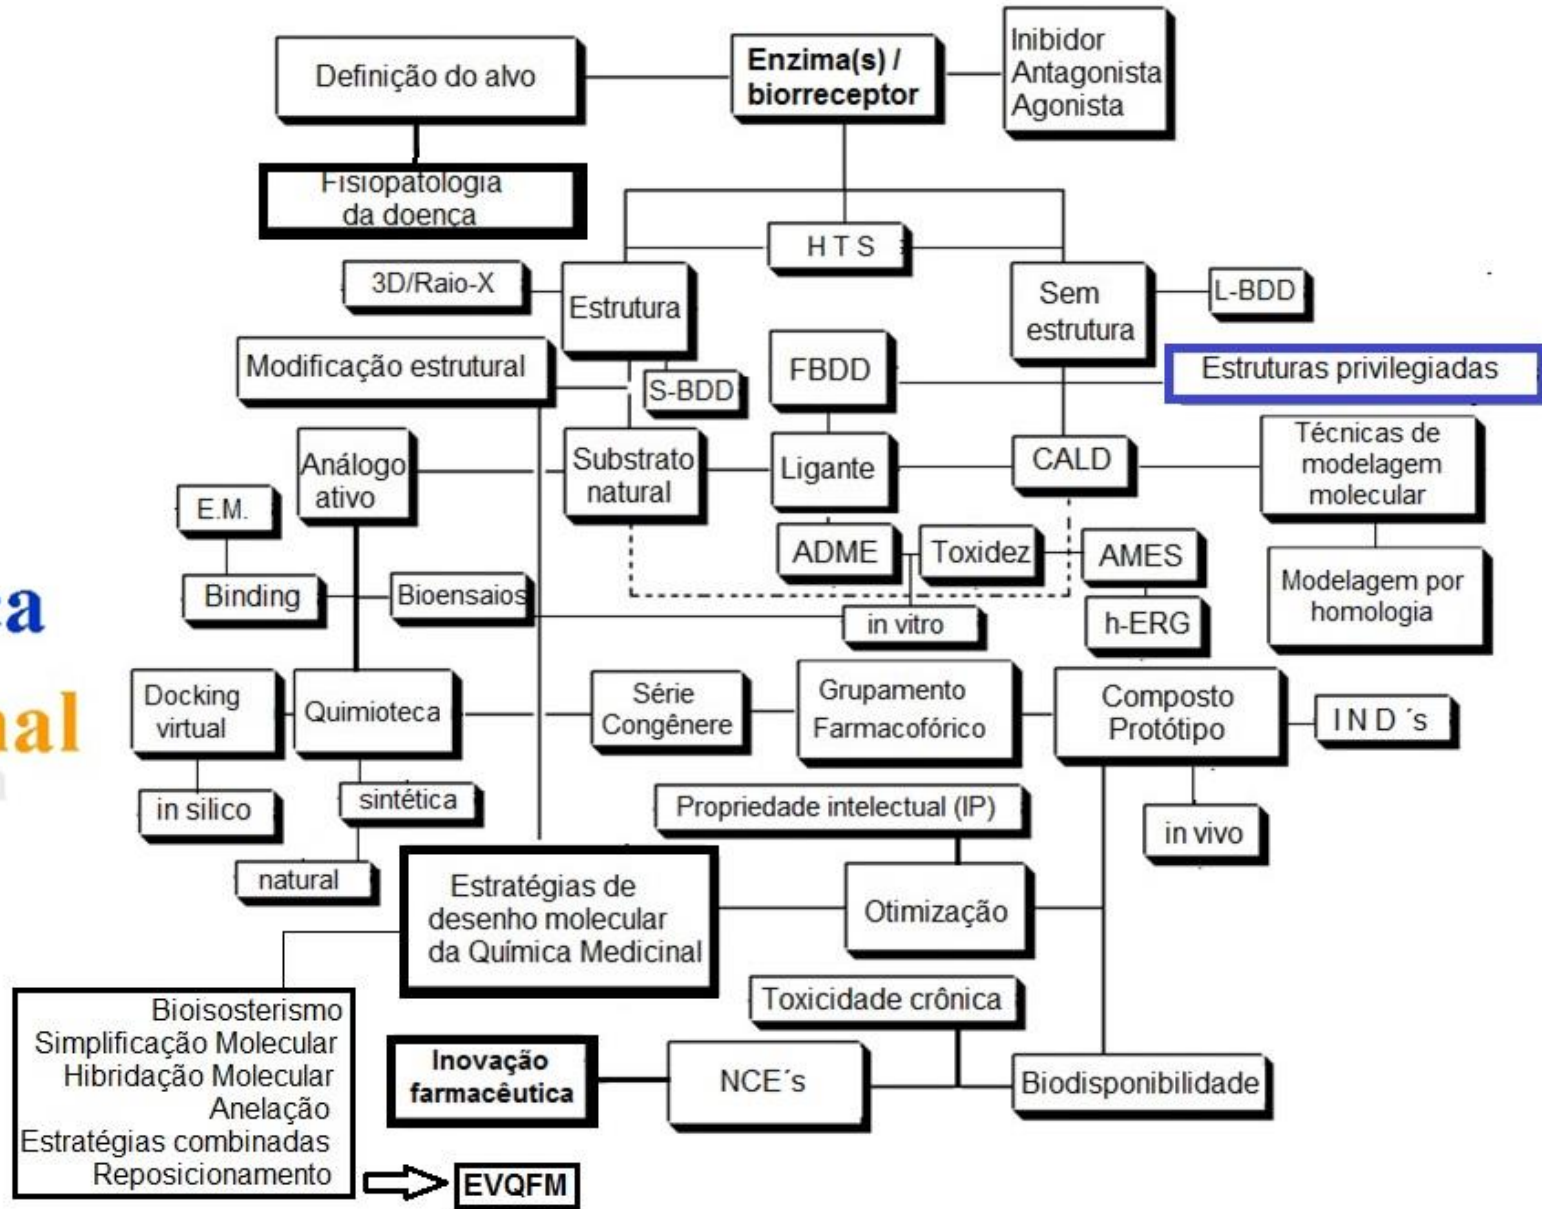 Definição do alvo
Enzima(s) /
biorreceptor
Inibidor
Antagonista
Agonista
Fisiopatologia
da doença
H T S
3D/Raio-X
Estrutura
Sem
estrutura
L-BDD
Modificação estrutural
S-BDD
FBDD
Estruturas privilegiadas
Análogo
ativo
Substrato
natural
Ligante
CALD
Técnicas de
modelagem
molecular
E.M.
ADME
Toxidez
AMES
Modelagem por
homologia
Binding
Bioensaios
in vitro
h-ERG
Docking
virtual
Quimioteca
Série
Congênere
Grupamento
Farmacofórico
Composto
Protótipo
I N D ´s
in silico
sintética
natural
Propriedade intelectual (IP)
in vivo
Estratégias de
desenho molecular
da Química Medicinal
Otimização
Toxicidade crônica
Bioisosterismo
Simplificação Molecular
Hibridação Molecular
Anelação
Estratégias combinadas
Reposicionamento
Inovação
farmacêutica
NCE´s
Biodisponibilidade
EVQFM